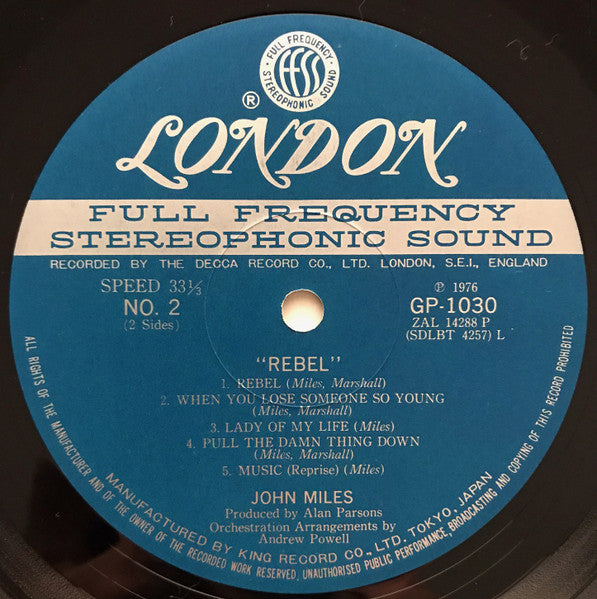 FULL FREQUENCY
ffss
STEREOPHONIC SOUND
®
LONDON
FULL FREQUENCY
STEREOPHONIC SOUND
RECORDED BY THE DECCA RECORD CO., LTD. LONDON, S.E.I., ENGLAND
SPEED 33⅓
NO. 2
(2 Sides)
℗ 1976
GP-1030
ZAL 14288 P
(SDLBT 4257) L
"REBEL"
1. REBEL (Miles, Marshall)
2. WHEN YOU LOSE SOMEONE SO YOUNG
(Miles, Marshall)
3. LADY OF MY LIFE (Miles)
4. PULL THE DAMN THING DOWN
(Miles, Marshall)
5. MUSIC (Reprise) (Miles)
JOHN MILES
Produced by Alan Parsons
Orchestration Arrangements by
Andrew Powell
MANUFACTURED BY KING RECORD CO., LTD. TOKYO, JAPAN
ALL RIGHTS OF THE MANUFACTURER AND OF THE OWNER OF THE RECORDED WORK RESERVED, UNAUTHORISED PUBLIC PERFORMANCE, BROADCASTING AND COPYING OF THIS RECORD PROHIBITED